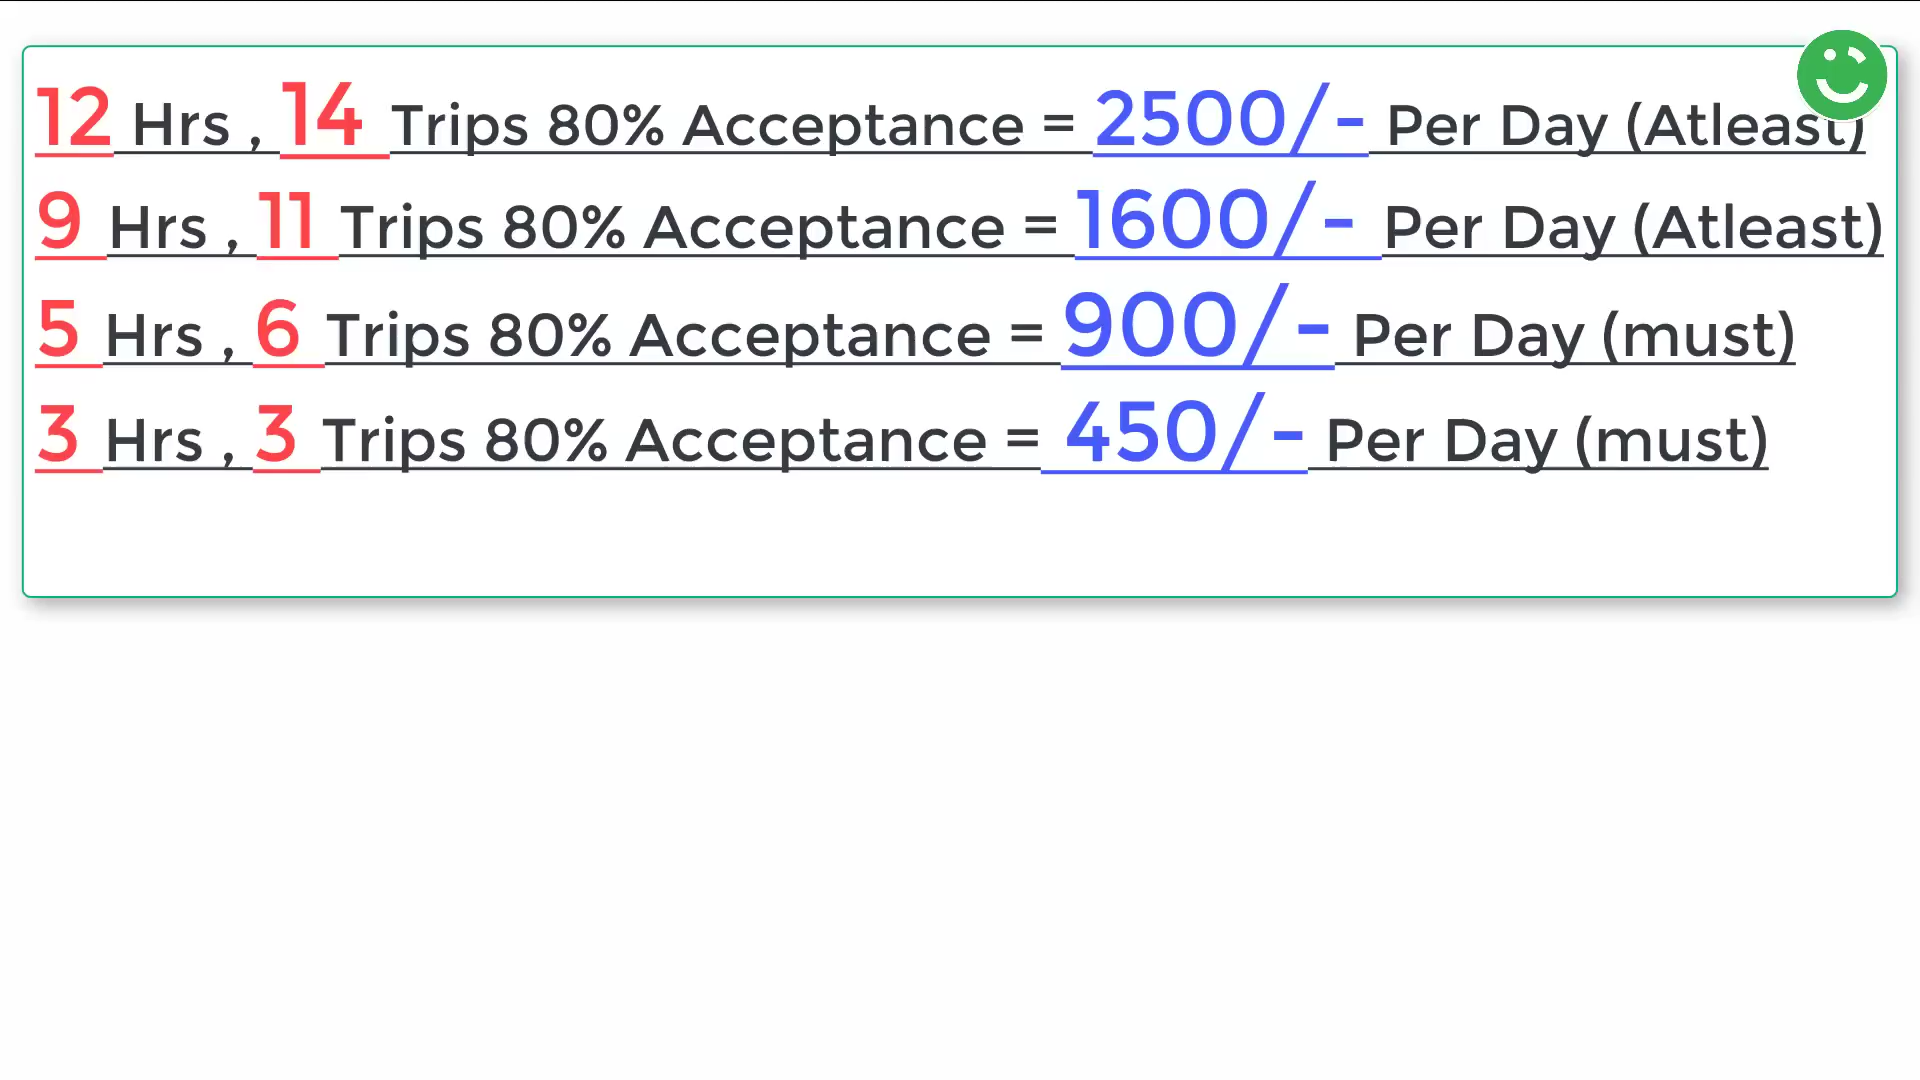 12 Hrs , 14 Trips 80% Acceptance = 2500/- Per Day (Atleast)
9 Hrs , 11 Trips 80% Acceptance = 1600/- Per Day (Atleast)
5 Hrs , 6 Trips 80% Acceptance = 900/- Per Day (must)
3 Hrs , 3 Trips 80% Acceptance = 450/- Per Day (must)